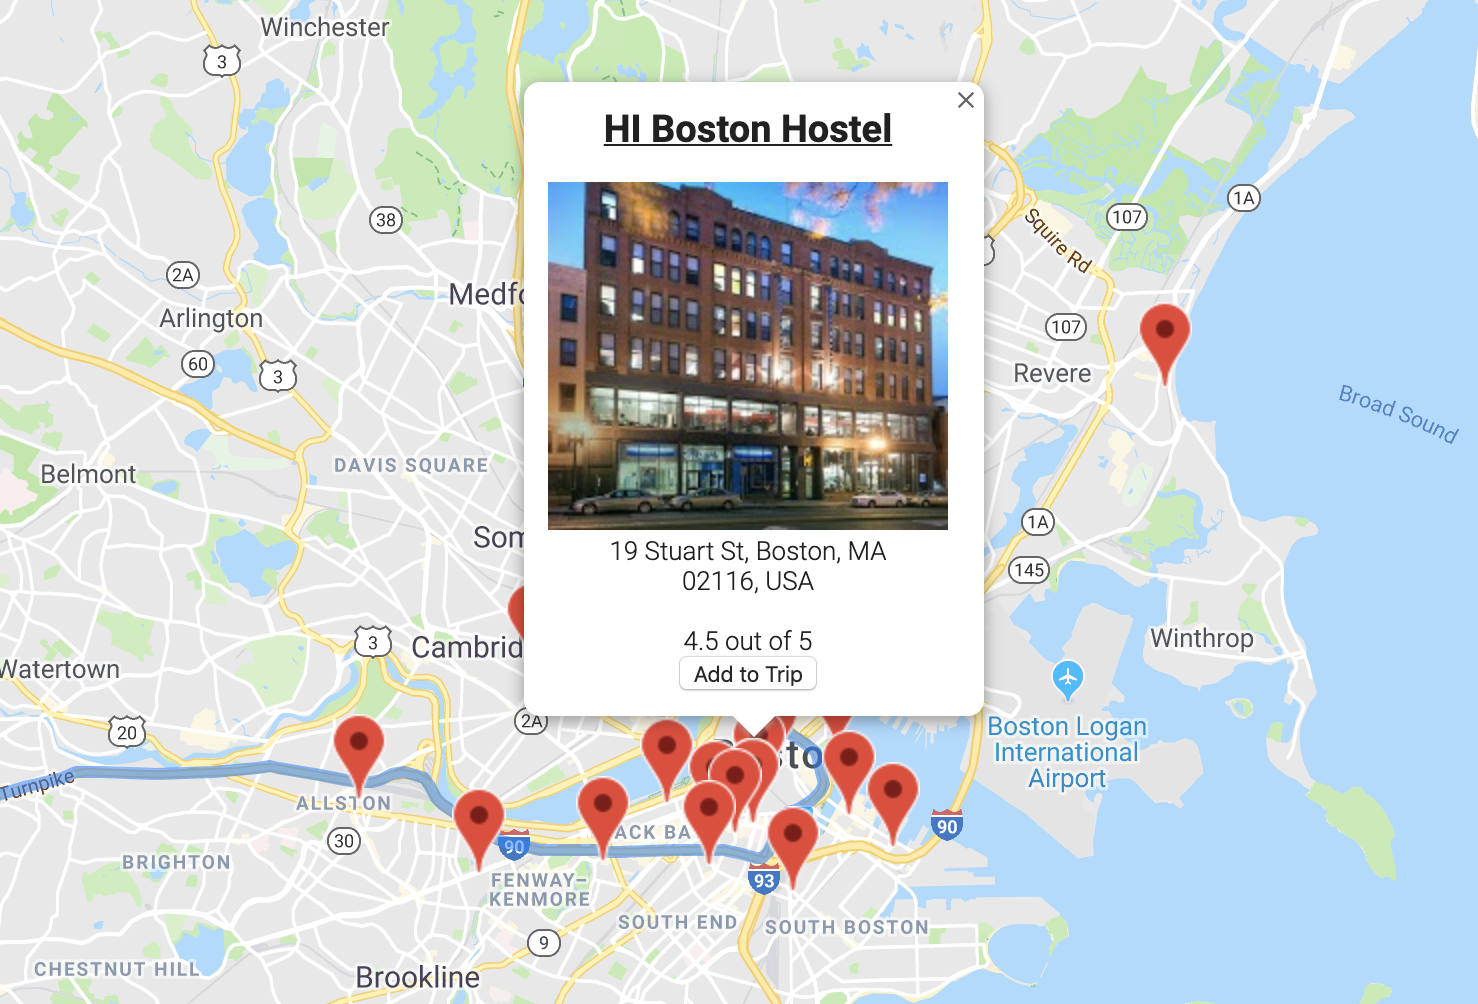 Winchester
3
38
1A
107
Squire Rd
2A
Medfo
Arlington
107
60
3
Revere
Broad Sound
Belmont
DAVIS SQUARE
Som
1A
145
HI Boston Hostel
19 Stuart St, Boston, MA
02116, USA
4.5 out of 5
Add to Trip
3
Cambrid
Winthrop
Watertown
2A
20
Boston Logan
International
Airport
sto
Turnpike
ALLSTON
30
90
90
ACK BA
BRIGHTON
93
FENWAY–
KENMORE
SOUTH END
SOUTH BOSTON
9
CHESTNUT HILL
Brookline